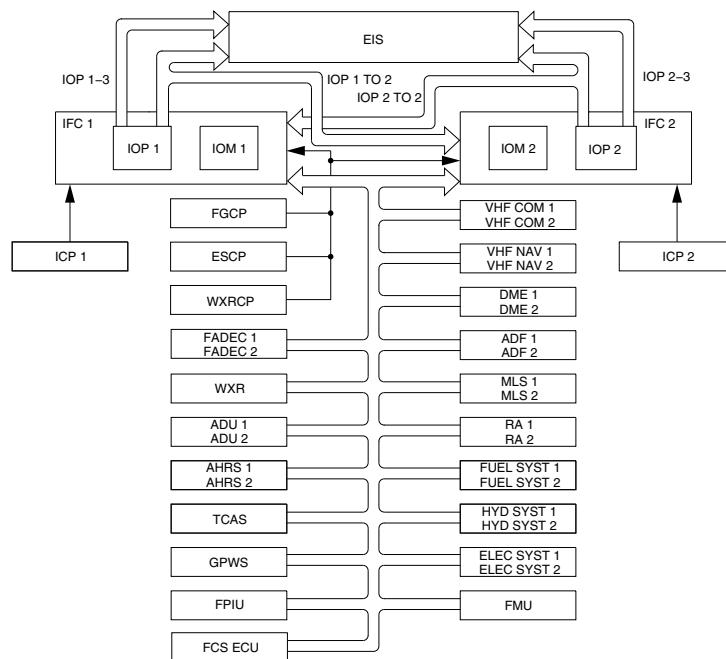 EIS
IOP 1–3
IOP 1 TO 2
IOP 2 TO 2
IOP 2–3
IFC 1
IOP 1
IOM 1
IOM 2
IOP 2
IFC 2
ICP 1
ICP 2
FGCP
ESCP
WXRCP
FADEC 1
FADEC 2
WXR
ADU 1
ADU 2
AHRS 1
AHRS 2
TCAS
GPWS
FPIU
FCS ECU
VHF COM 1
VHF COM 2
VHF NAV 1
VHF NAV 2
DME 1
DME 2
ADF 1
ADF 2
MLS 1
MLS 2
RA 1
RA 2
FUEL SYST 1
FUEL SYST 2
HYD SYST 1
HYD SYST 2
ELEC SYST 1
ELEC SYST 2
FMU